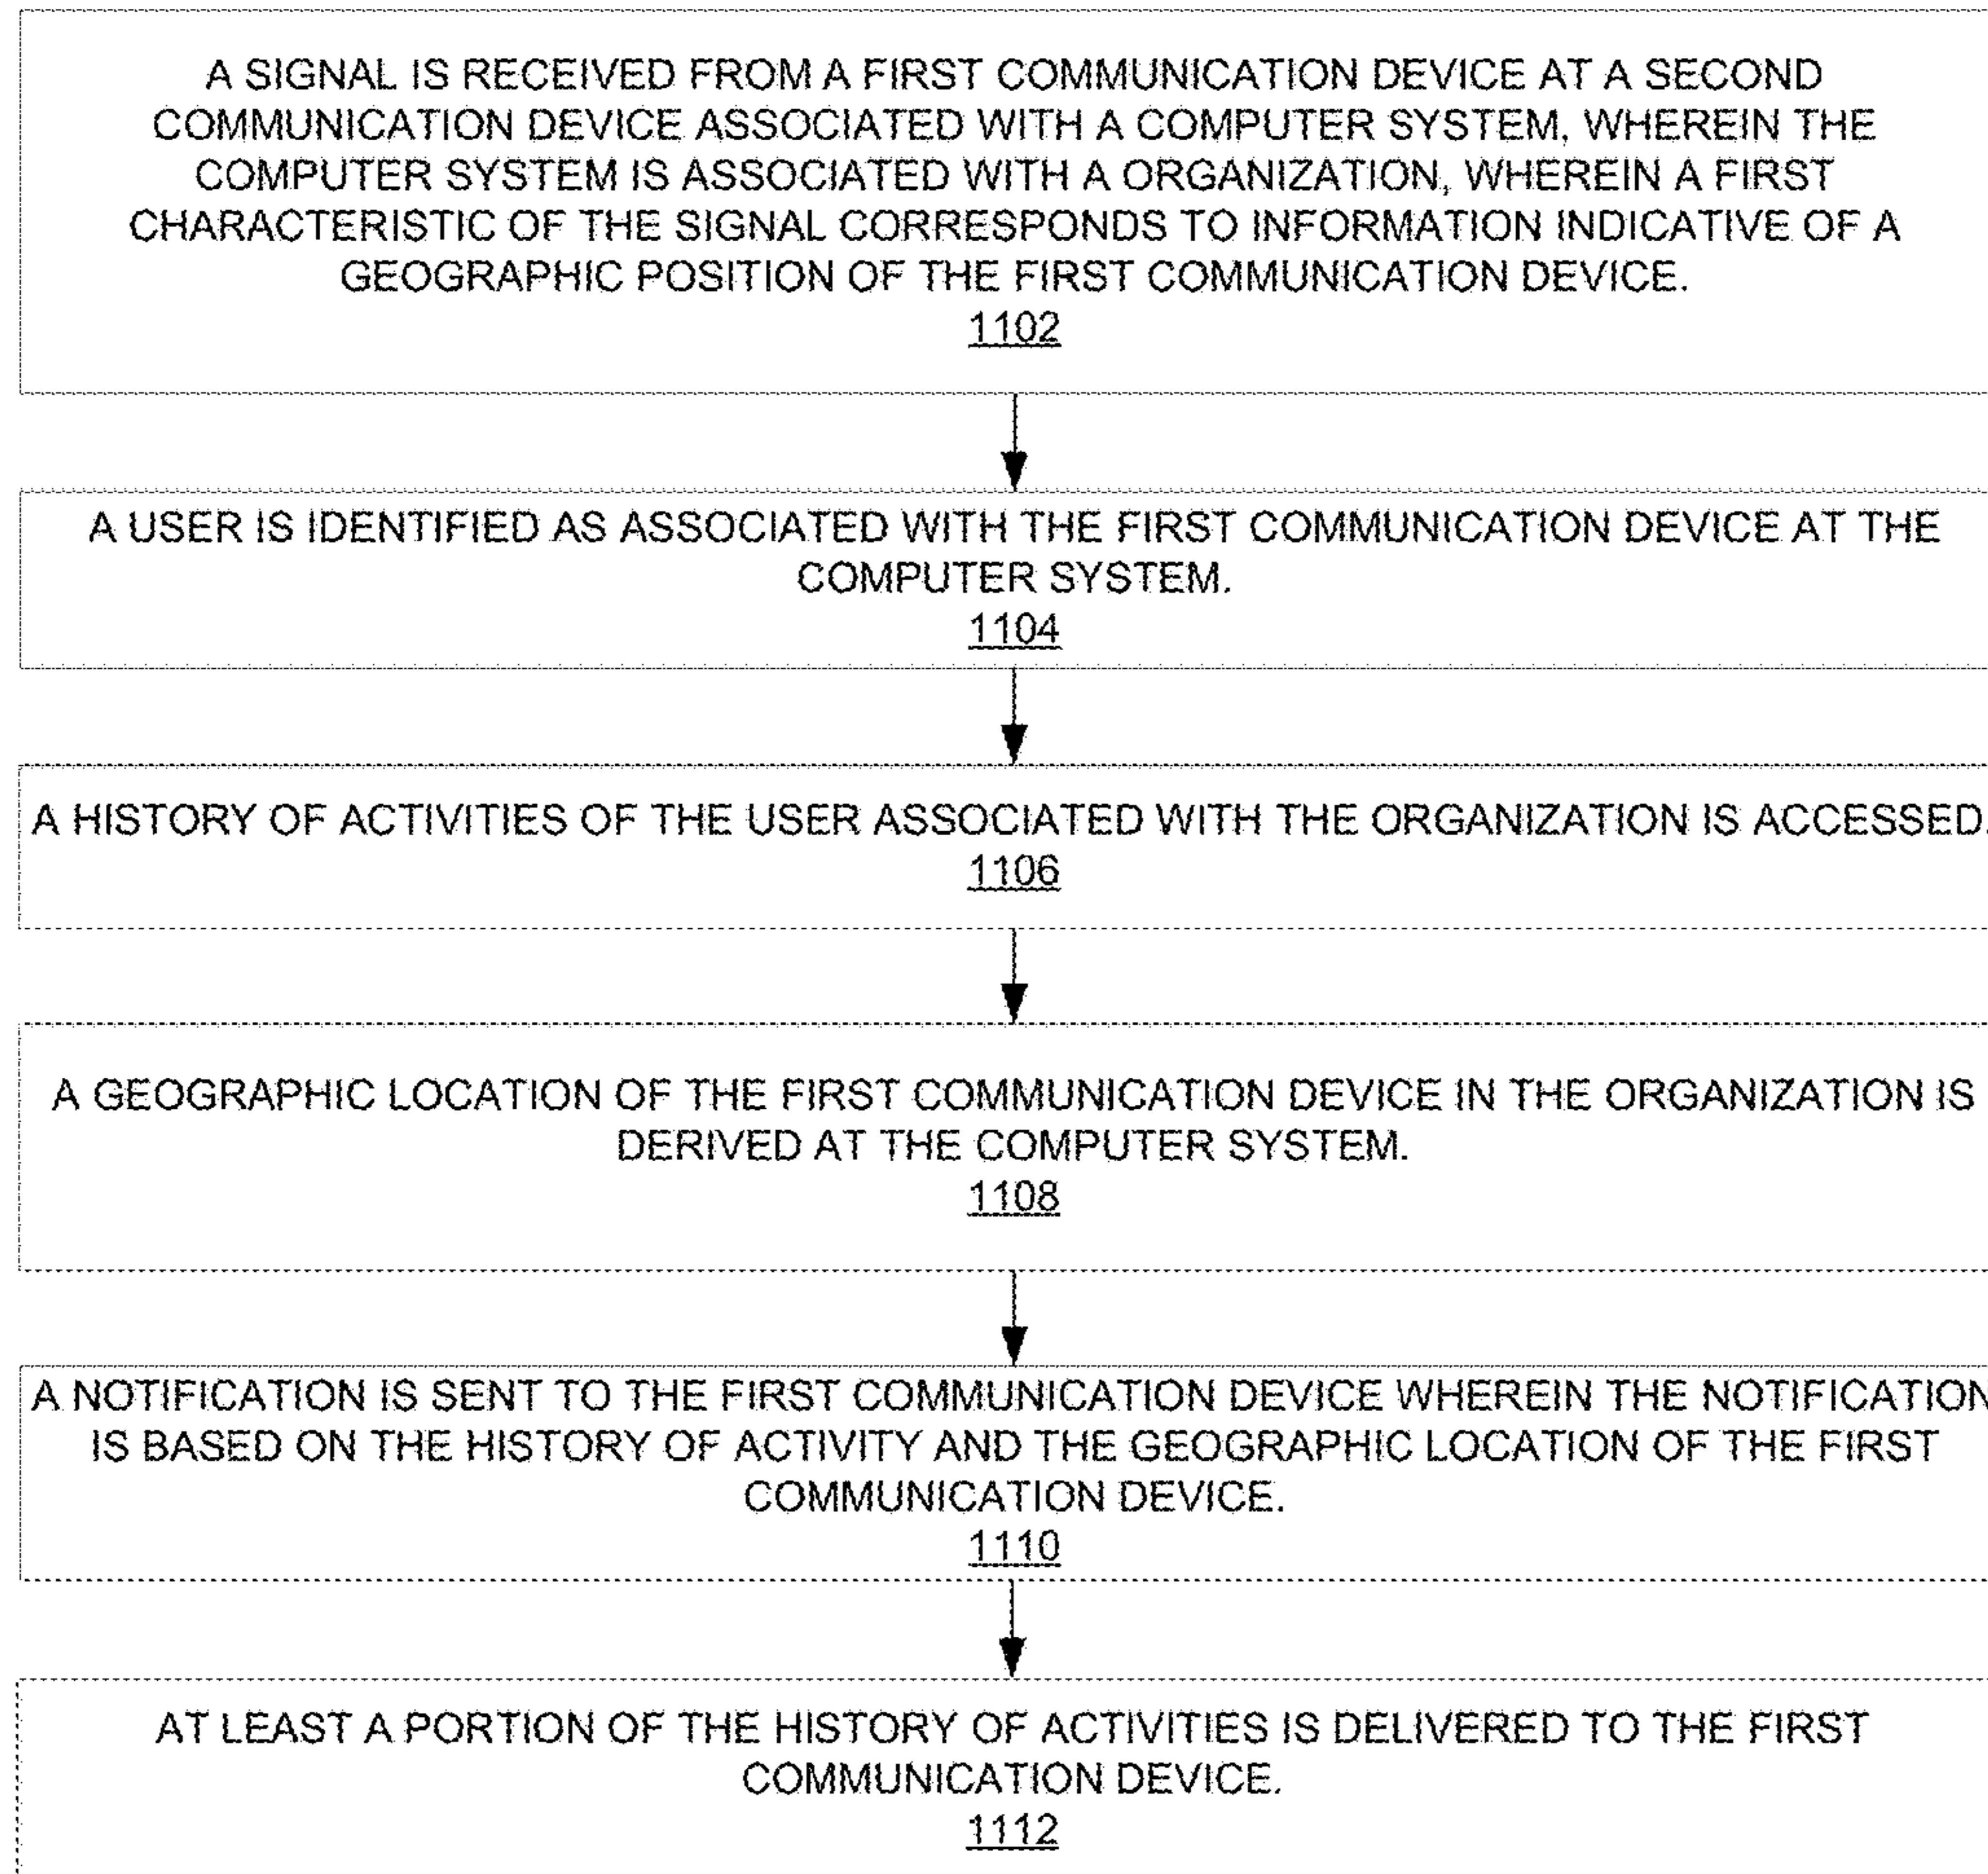 A SIGNAL IS RECEIVED FROM A FIRST COMMUNICATION DEVICE AT A SECOND
COMMUNICATION DEVICE ASSOCIATED WITH A COMPUTER SYSTEM, WHEREIN THE
COMPUTER SYSTEM IS ASSOCIATED WITH A ORGANIZATION, WHEREIN A FIRST
CHARACTERISTIC OF THE SIGNAL CORRESPONDS TO INFORMATION INDICATIVE OF A
GEOGRAPHIC POSITION OF THE FIRST COMMUNICATION DEVICE.
1102
A USER IS IDENTIFIED AS ASSOCIATED WITH THE FIRST COMMUNICATION DEVICE AT THE
COMPUTER SYSTEM.
1104
A HISTORY OF ACTIVITIES OF THE USER ASSOCIATED WITH THE ORGANIZATION IS ACCESSED.
1106
A GEOGRAPHIC LOCATION OF THE FIRST COMMUNICATION DEVICE IN THE ORGANIZATION IS
DERIVED AT THE COMPUTER SYSTEM.
1108
A NOTIFICATION IS SENT TO THE FIRST COMMUNICATION DEVICE WHEREIN THE NOTIFICATION
IS BASED ON THE HISTORY OF ACTIVITY AND THE GEOGRAPHIC LOCATION OF THE FIRST
COMMUNICATION DEVICE.
1110
AT LEAST A PORTION OF THE HISTORY OF ACTIVITIES IS DELIVERED TO THE FIRST
COMMUNICATION DEVICE.
1112